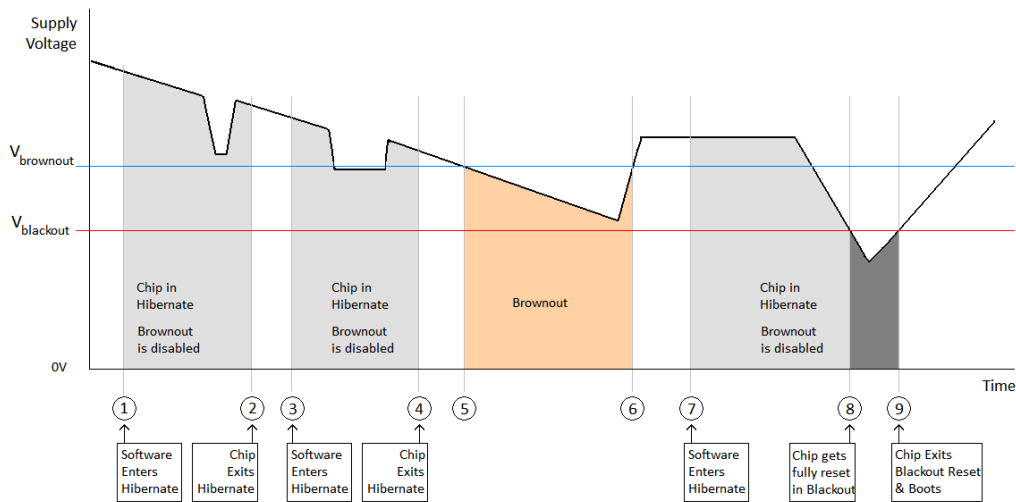 Supply
Voltage
Vbrownout
Vblackout
0V
Chip in
Hibernate
Brownout
is disabled
Chip in
Hibernate
Brownout
is disabled
Brownout
Chip in
Hibernate
Brownout
is disabled
Time
1
2
3
4
5
6
7
8
9
Software
Enters
Hibernate
Chip
Exits
Hibernate
Software
Enters
Hibernate
Chip
Exits
Hibernate
Software
Enters
Hibernate
Chip gets
fully reset
in Blackout
Chip Exits
Blackout Reset
& Boots